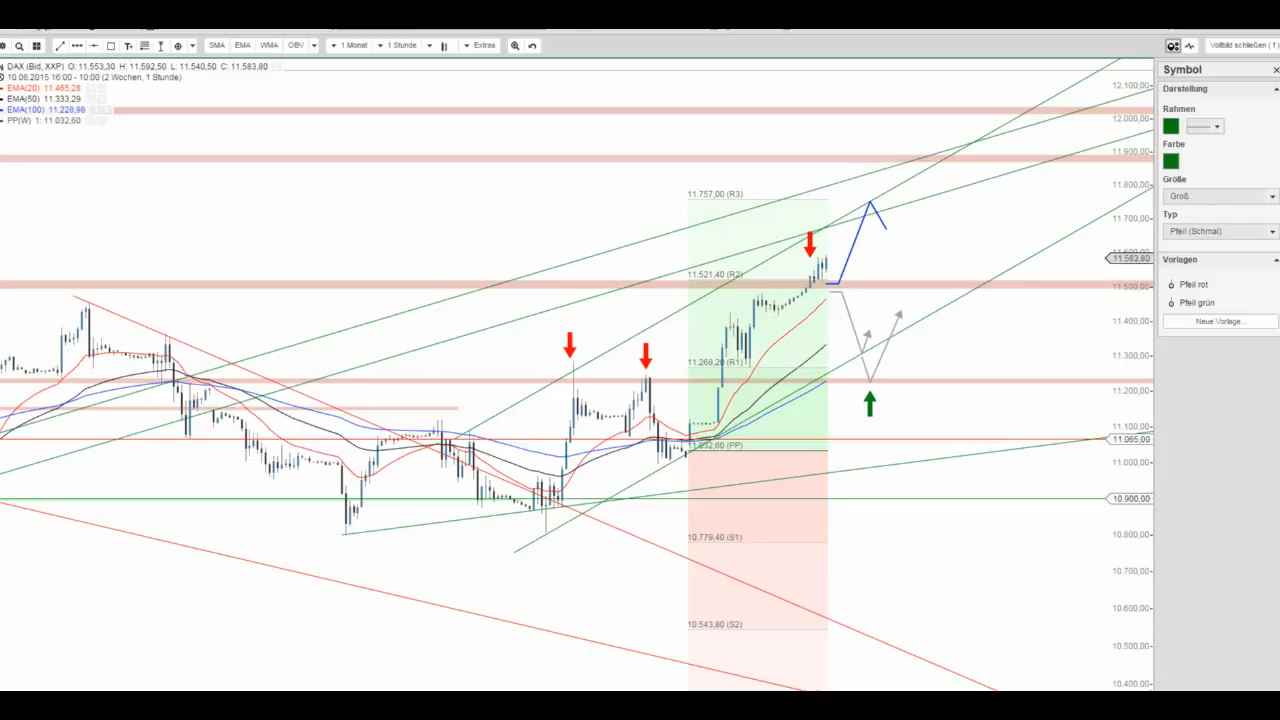 SMA EMA WMA OBV 1 Monat 1 Stunde Extras Vollbild schließen ( f )
DAX (Bid, XXP) O: 11.553,30 H: 11.592,50 L: 11.540,50 C: 11.583,80
10.06.2015 16:00 - 10:00 (2 Wochen, 1 Stunde)
EMA(20) 11.465,28
EMA(50) 11.333,29
EMA(100) 11.228,98
PP(W) 1: 11.032,60
11.757,00 (R3)
11.521,40 (R2)
11.268,20 (R1)
11.032,60 (PP)
10.779,40 (S1)
10.543,80 (S2)
12.100,00
12.000,00
11.900,00
11.800,00
11.700,00
11.583,80
11.500,00
11.400,00
11.300,00
11.200,00
11.100,00
11.065,00
11.000,00
10.900,00
10.800,00
10.700,00
10.600,00
10.500,00
10.400,00
Symbol
Darstellung
Rahmen
Farbe
Größe
Groß
Typ
Pfeil (Schmal)
Vorlagen
Pfeil rot
Pfeil grün
Neue Vorlage...